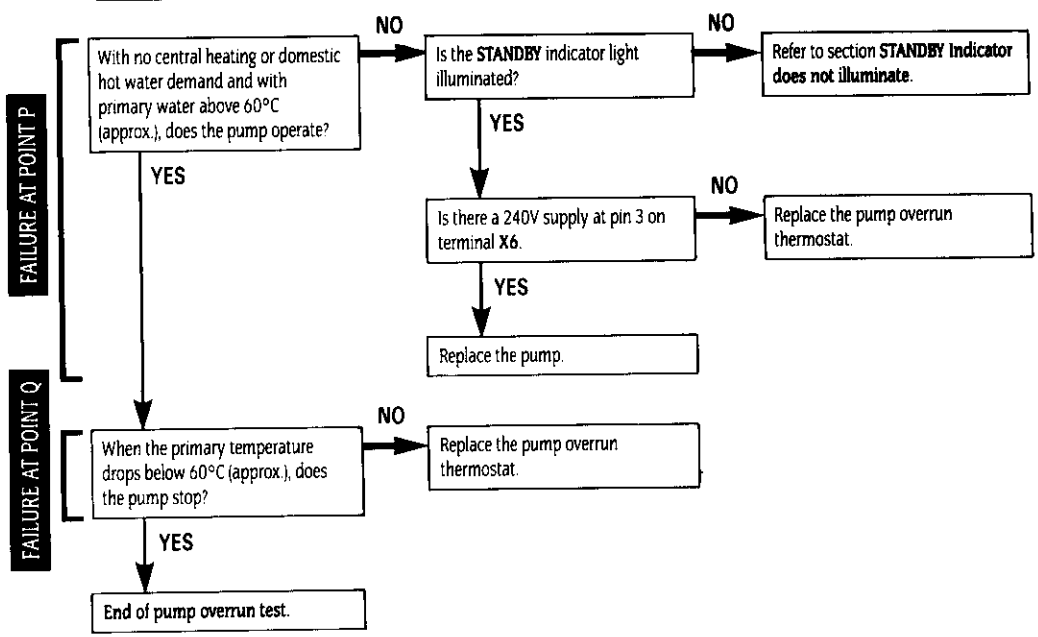 FAILURE AT POINT P
With no central heating or domestic
hot water demand and with
primary water above 60°C
(approx.), does the pump operate?
NO
Is the STANDBY indicator light
illuminated?
NO
Refer to section STANDBY Indicator
does not illuminate.
YES
YES
Is there a 240V supply at pin 3 on
terminal X6.
NO
Replace the pump overrun
thermostat.
YES
Replace the pump.
FAILURE AT POINT Q
When the primary temperature
drops below 60°C (approx.), does
the pump stop?
NO
Replace the pump overrun
thermostat.
YES
End of pump overrun test.